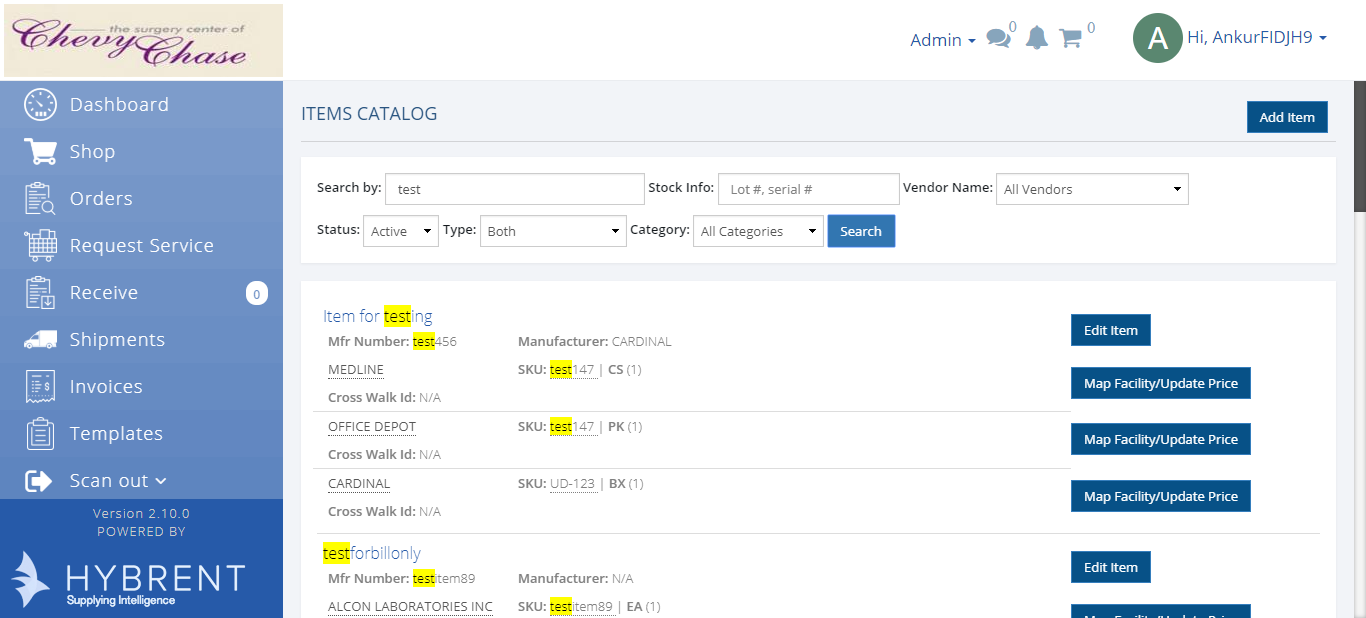 the surgery center of
Chevy Chase
Admin
0
0
A
Hi, AnkurFIDJH9
Dashboard
Shop
Orders
Request Service
Receive
0
Shipments
Invoices
Templates
Scan out
Version 2.10.0
POWERED BY
HYBRENT
Supplying Intelligence
ITEMS CATALOG
Add Item
Search by: test Stock Info: Lot #, serial # Vendor Name: All Vendors
Status: Active Type: Both Category: All Categories Search
Item for testing
Edit Item
Mfr Number: test456 Manufacturer: CARDINAL
MEDLINE SKU: test147 | CS (1)
Map Facility/Update Price
Cross Walk Id: N/A
OFFICE DEPOT SKU: test147 | PK (1)
Map Facility/Update Price
Cross Walk Id: N/A
CARDINAL SKU: UD-123 | BX (1)
Map Facility/Update Price
Cross Walk Id: N/A
testforbillonly
Edit Item
Mfr Number: testitem89 Manufacturer: N/A
ALCON LABORATORIES INC SKU: testitem89 | EA (1)
Map Facility/Update Price